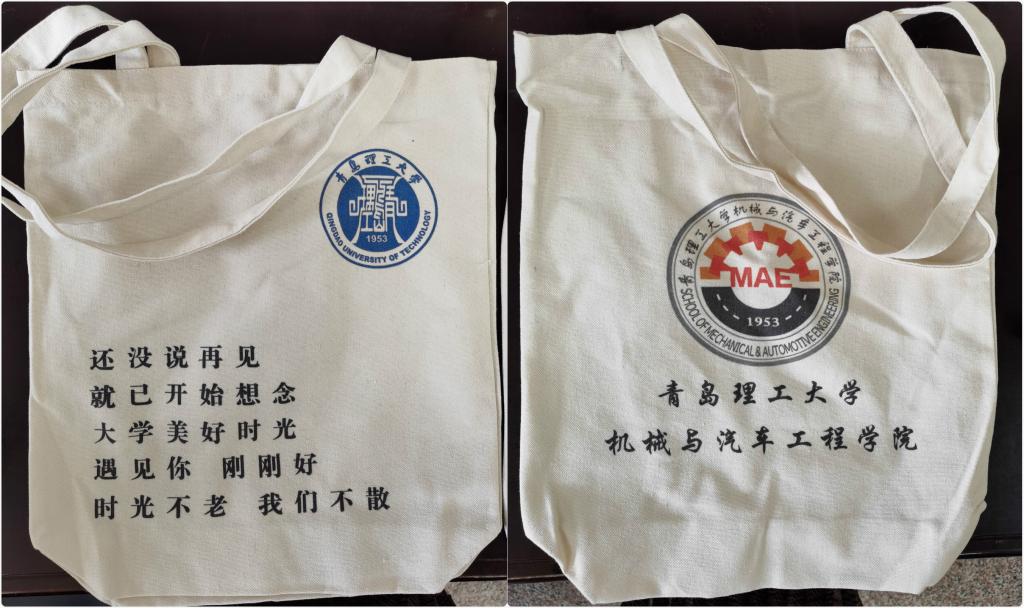 青岛理工大学
1953
QINGDAO UNIVERSITY OF TECHNOLOGY
还没说再见
就已开始想念
大学美好时光
遇见你 刚刚好
时光不老 我们不散
青岛理工大学机械与汽车工程学院
MAE
1953
SCHOOL OF MECHANICAL & AUTOMOTIVE ENGINEERING
青岛理工大学
机械与汽车工程学院